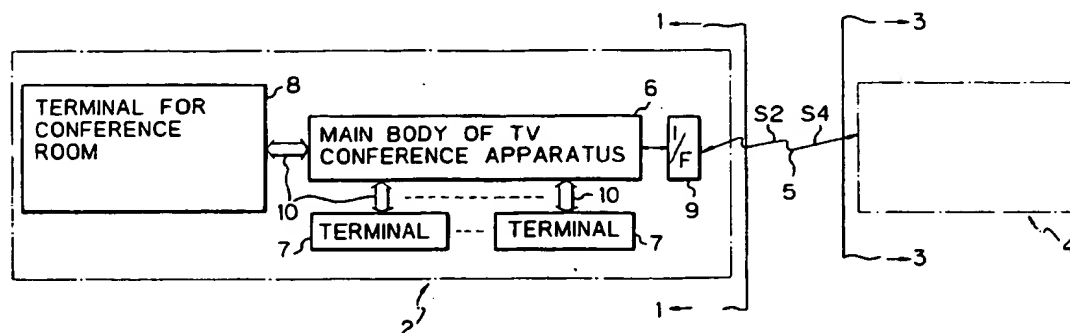 1
3
8
TERMINAL FOR
CONFERENCE
ROOM
6
MAIN BODY OF TV
CONFERENCE APPARATUS
I/F
S2
S4
10
10
9
5
7
TERMINAL
TERMINAL
7
4
3
2
1